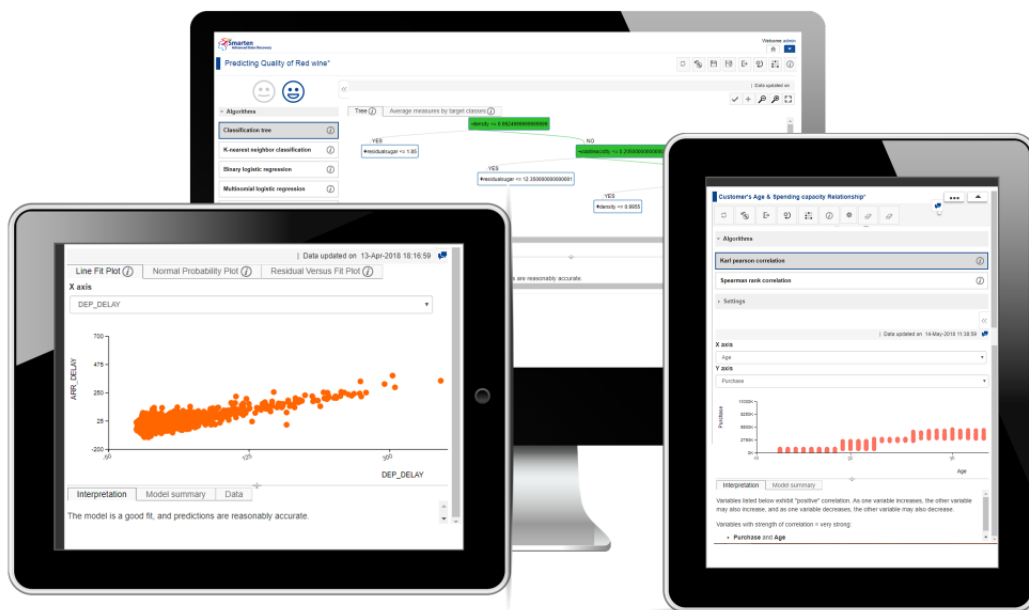 Smarten
Advanced Data Discovery
Welcome admin
Predicting Quality of Red wine*
| Data updated on
Algorithms
Classification tree
K-nearest neighbor classification
Binary logistic regression
Multinomial logistic regression
Tree
Average measures by target classes
YES
NO
residualsugar <= 1.85
YES
residualsugar <= 12.350000000000001
YES
density <= 0.9955
s are reasonably accurate.
| Data updated on 13-Apr-2018 18:16:59
Line Fit Plot
Normal Probability Plot
Residual Versus Fit Plot
X axis
DEP_DELAY
ARR_DELAY
700
475
250
25
-200
-50
125
300
DEP_DELAY
Interpretation
Model summary
Data
The model is a good fit, and predictions are reasonably accurate.
Customer's Age & Spending capacity Relationship*
Algorithms
Karl pearson correlation
Spearman rank correlation
Settings
| Data updated on 14-May-2018 11:38:59
X axis
Age
Y axis
Purchase
Purchase
Age
Interpretation
Model summary
Variables listed below exhibit "positive" correlation. As one variable increases, the other variable
may also increase, and as one variable decreases, the other variable may also decrease.
Variables with strength of correlation = very strong:
• Purchase and Age